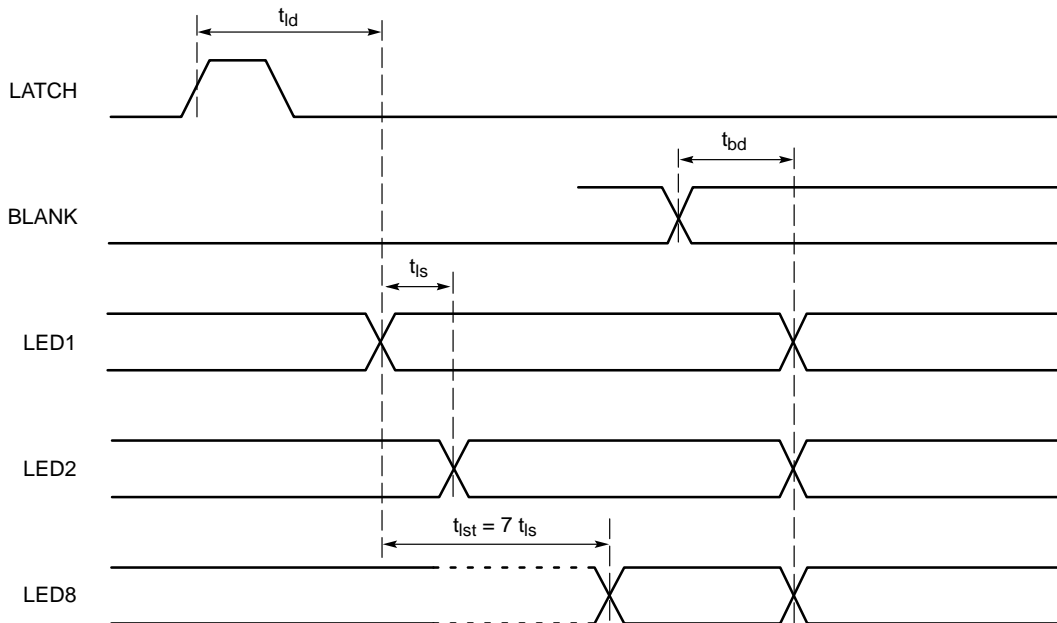 t_ld
LATCH
t_bd
BLANK
t_ls
LED1
LED2
t_lst = 7 t_ls
LED8